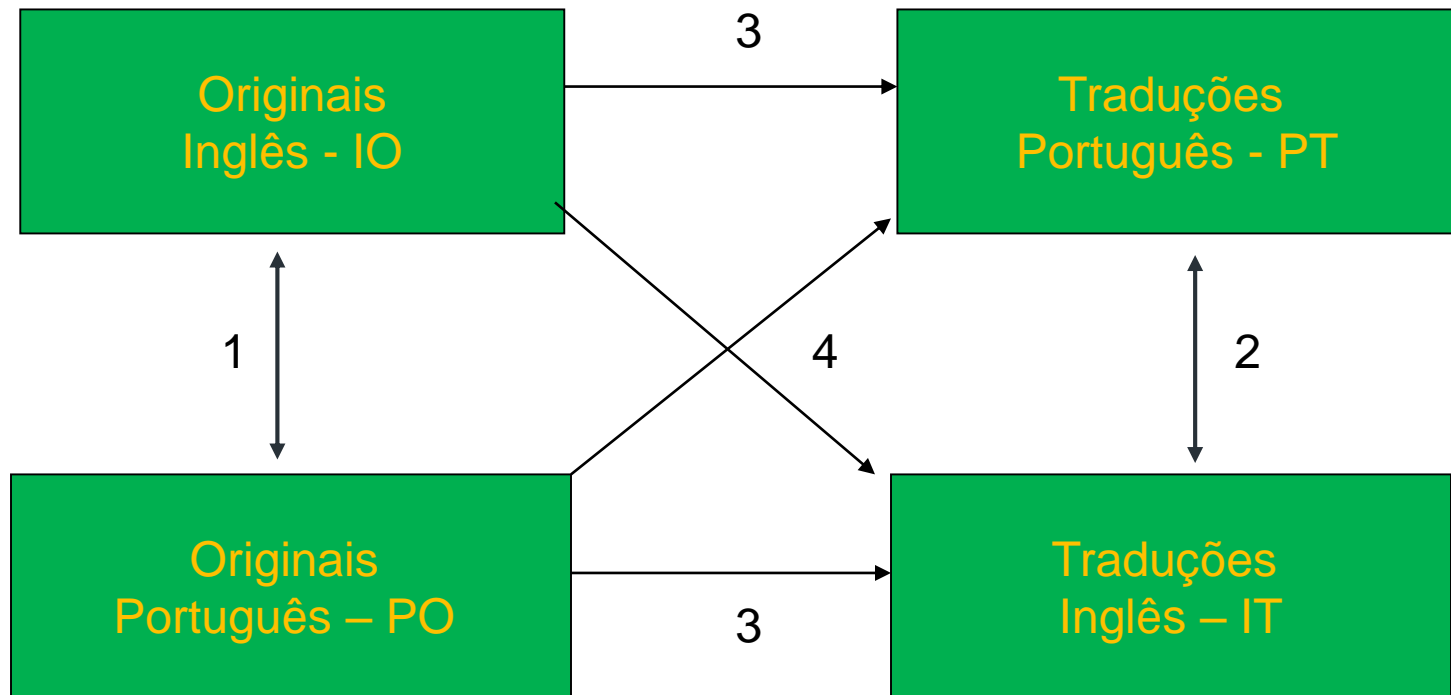 3
Originais
Inglês - IO
Traduções
Português - PT
1
4
2
Originais
Português – PO
Traduções
Inglês – IT
3